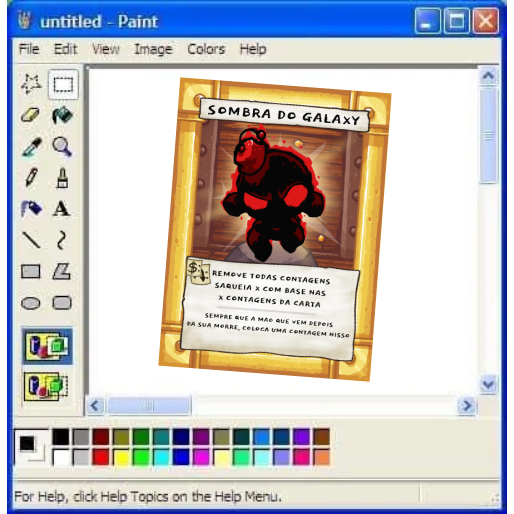 untitled - Paint
File Edit View Image Colors Help
SOMBRA DO GALAXY
REMOVE TODAS CONTAGENS
SAQUEIA X COM BASE NAS
X CONTAGENS DA CARTA
SEMPRE QUE A MÃO QUE VEM DEPOIS
DA SUA MORRE, COLOCA UMA CONTAGEM NISSO
A
For Help, click Help Topics on the Help Menu.